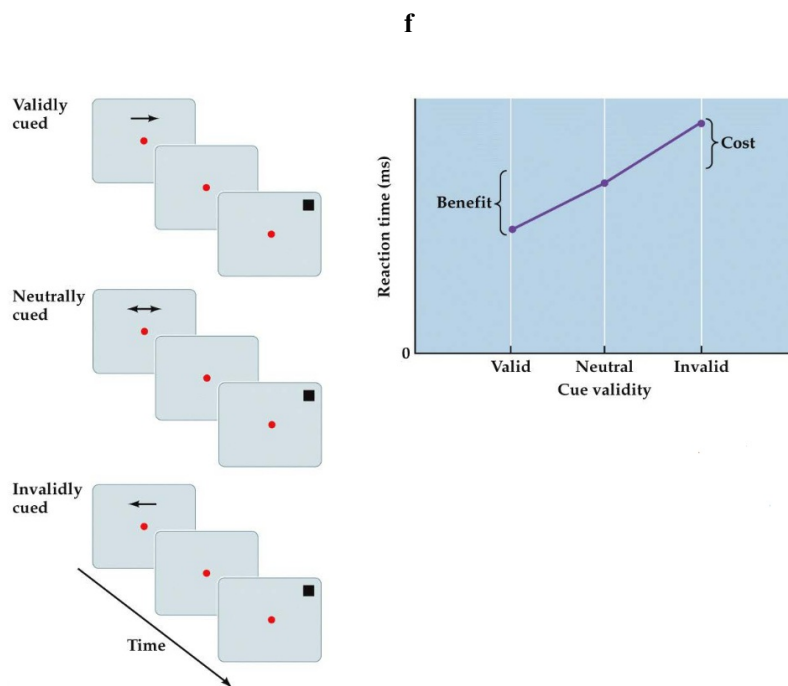 f
Validly
cued
Neutrally
cued
Invalidly
cued
Time
Reaction time (ms)
Benefit
Cost
0
Valid Neutral Invalid
Cue validity